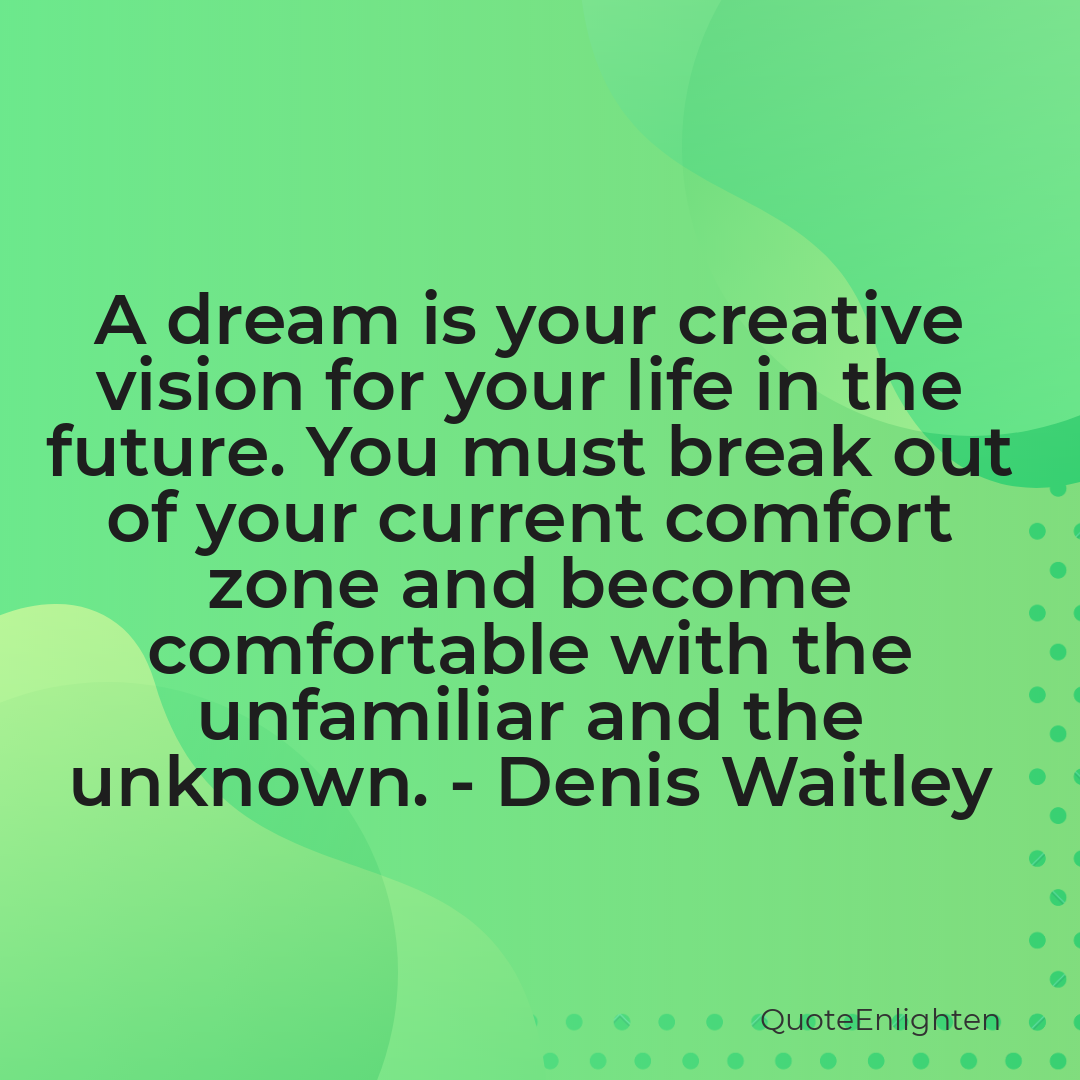 A dream is your creative
vision for your life in the
future. You must break out
of your current comfort
zone and become
comfortable with the
unfamiliar and the
unknown. - Denis Waitley
QuoteEnlighten